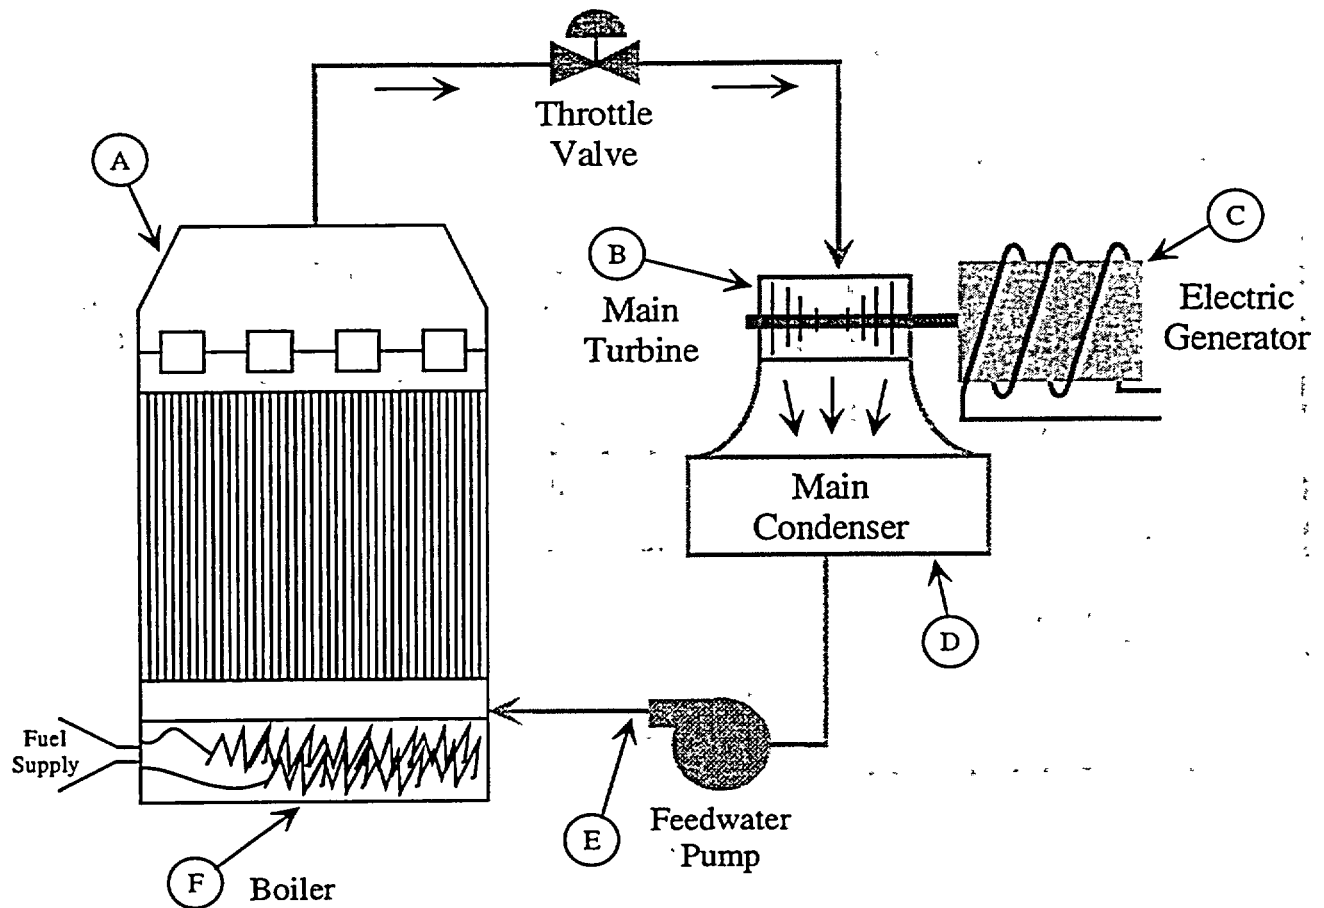 Throttle
Valve
A
C
B
Main
Turbine
Electric
Generator
Main
Condenser
D
Fuel
Supply
E
Feedwater
Pump
F
Boiler